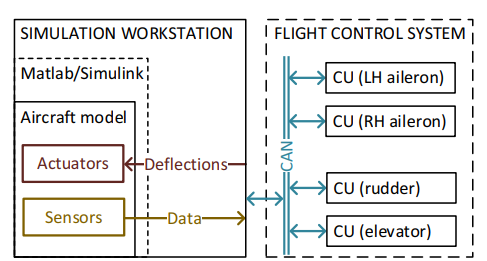 SIMULATION WORKSTATION
Matlab/Simulink
Aircraft model
Actuators
Deflections
Sensors
Data
FLIGHT CONTROL SYSTEM
CAN
CU (LH aileron)
CU (RH aileron)
CU (rudder)
CU (elevator)